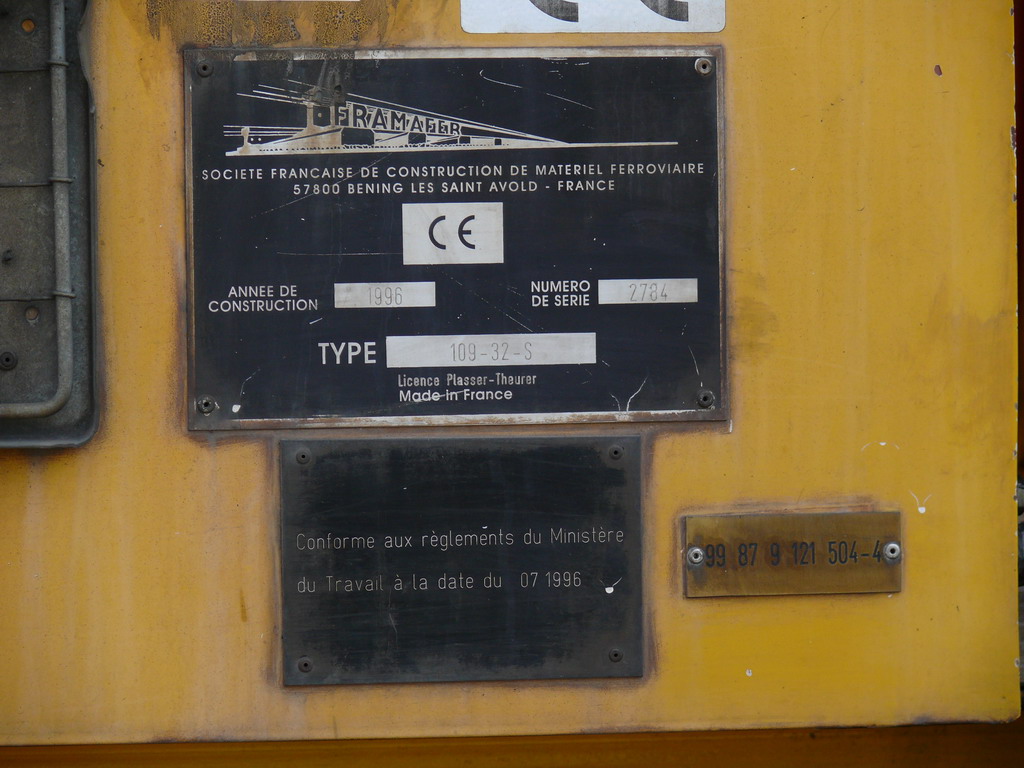 FRAMAFER
SOCIETE FRANCAISE DE CONSTRUCTION DE MATERIEL FERROVIAIRE
57800 BENING LES SAINT AVOLD - FRANCE
CE
ANNEE DE CONSTRUCTION 1996
NUMERO DE SERIE 2784
TYPE 109-32-S
Licence Plasser-Theurer
Made in France
Conforme aux règlements du Ministère
du Travail à la date du 07 1996
99 87 9 121 504-4